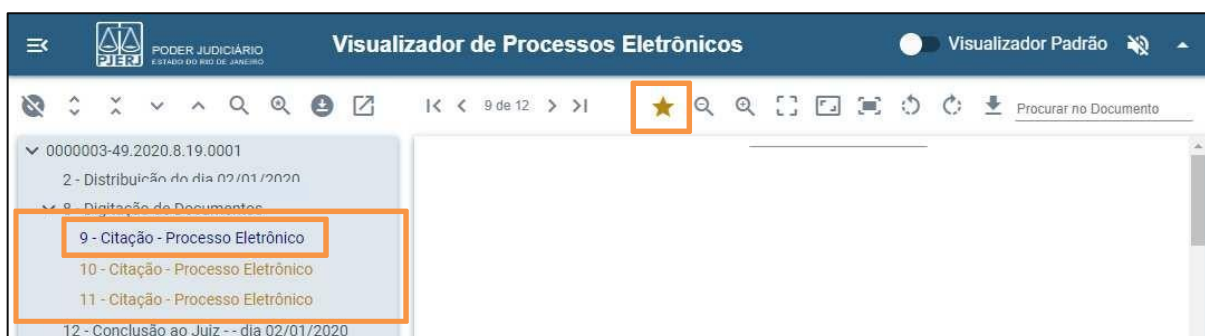 PJERJ PODER JUDICIÁRIO
ESTADO DO RIO DE JANEIRO
Visualizador de Processos Eletrônicos
Visualizador Padrão
9 de 12
Procurar no Documento
0000003-49.2020.8.19.0001
2 - Distribuição do dia 02/01/2020
8 - Digitação de Documentos
9 - Citação - Processo Eletrônico
10 - Citação - Processo Eletrônico
11 - Citação - Processo Eletrônico
12 - Conclusão ao Juiz - - dia 02/01/2020